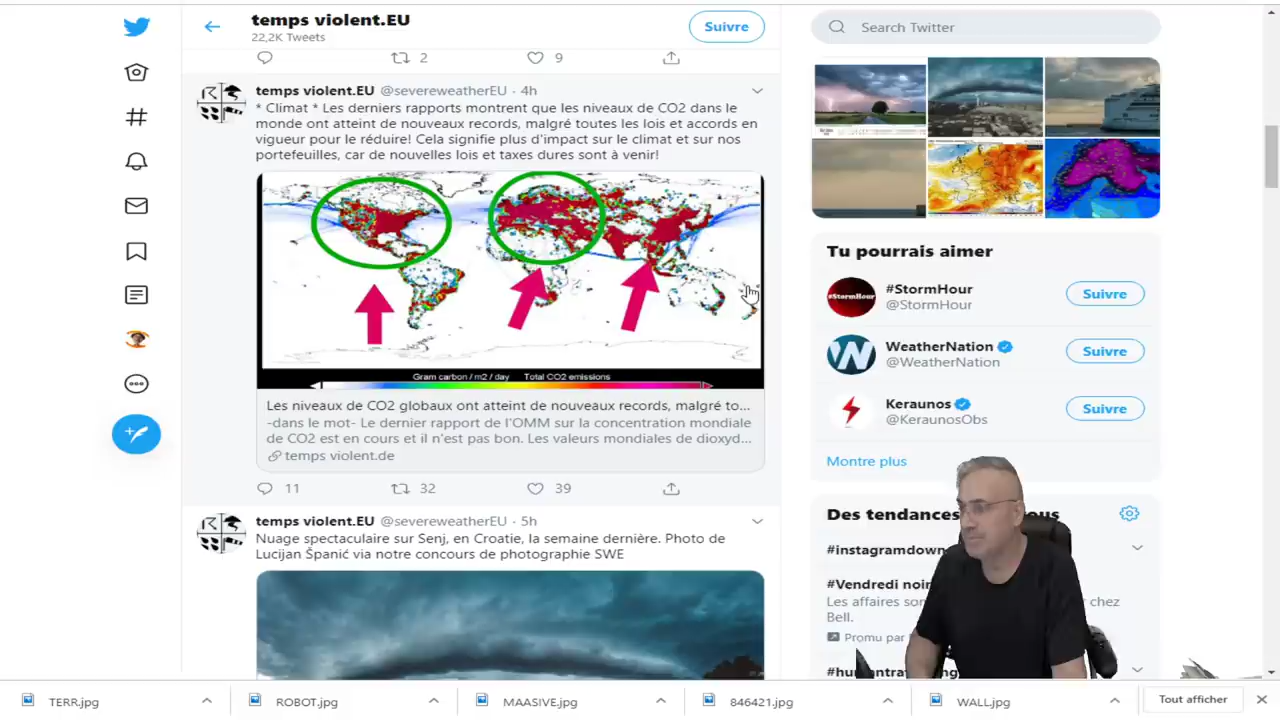 temps violent.EU
22,2K Tweets
Suivre
Search Twitter
2
9
temps violent.EU @severeweatherEU · 4h
* Climat * Les derniers rapports montrent que les niveaux de CO2 dans le
monde ont atteint de nouveaux records, malgré toutes les lois et accords en
vigueur pour le réduire! Cela signifie plus d'impact sur le climat et sur nos
portefeuilles, car de nouvelles lois et taxes dures sont à venir!
Gram carbon / m2 / day Total CO2 emissions
Les niveaux de CO2 globaux ont atteint de nouveaux records, malgré to...
-dans le mot- Le dernier rapport de l'OMM sur la concentration mondiale
de CO2 est en cours et il n'est pas bon. Les valeurs mondiales de dioxyd...
temps violent.de
11
32
39
temps violent.EU @severeweatherEU · 5h
Nuage spectaculaire sur Senj, en Croatie, la semaine dernière. Photo de
Lucijan Španić via notre concours de photographie SWE
Tu pourrais aimer
#StormHour
#StormHour
@StormHour
Suivre
W
WeatherNation
@WeatherNation
Suivre
Keraunos
@KeraunosObs
Suivre
Montre plus
Des tendances
#instagramdown
#Vendredi noir
Les affaires chez
Bell.
Promu par
TERR.jpg
ROBOT.jpg
MAASIVE.jpg
846421.jpg
WALL.jpg
Tout afficher